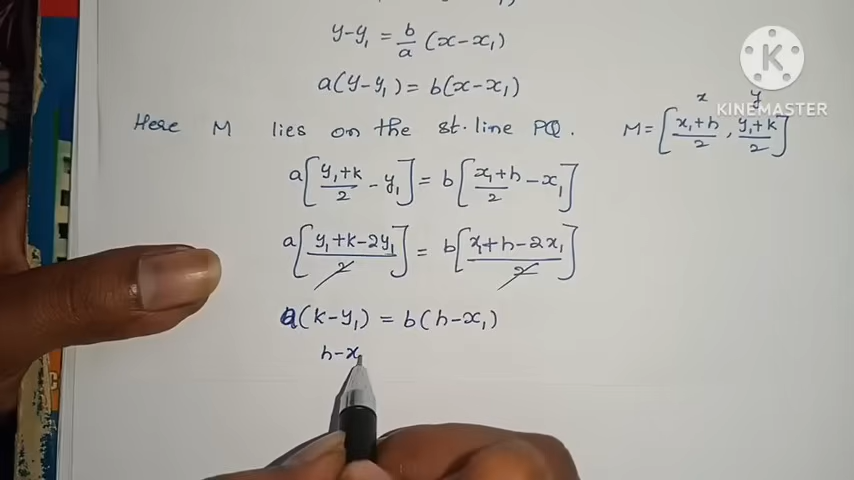 y-y₁ = b/a (x-x₁)
a(y-y₁) = b(x-x₁)
K
KINEMASTER
x y
Here M lies on the st.line PQ. M = [(x₁+h)/2, (y₁+k)/2]
a[(y₁+k)/2 - y₁] = b[(x₁+h)/2 - x₁]
a[(y₁+k-2y₁)/2] = b[(x₁+h-2x₁)/2]
a(k-y₁) = b(h-x₁)
h-x